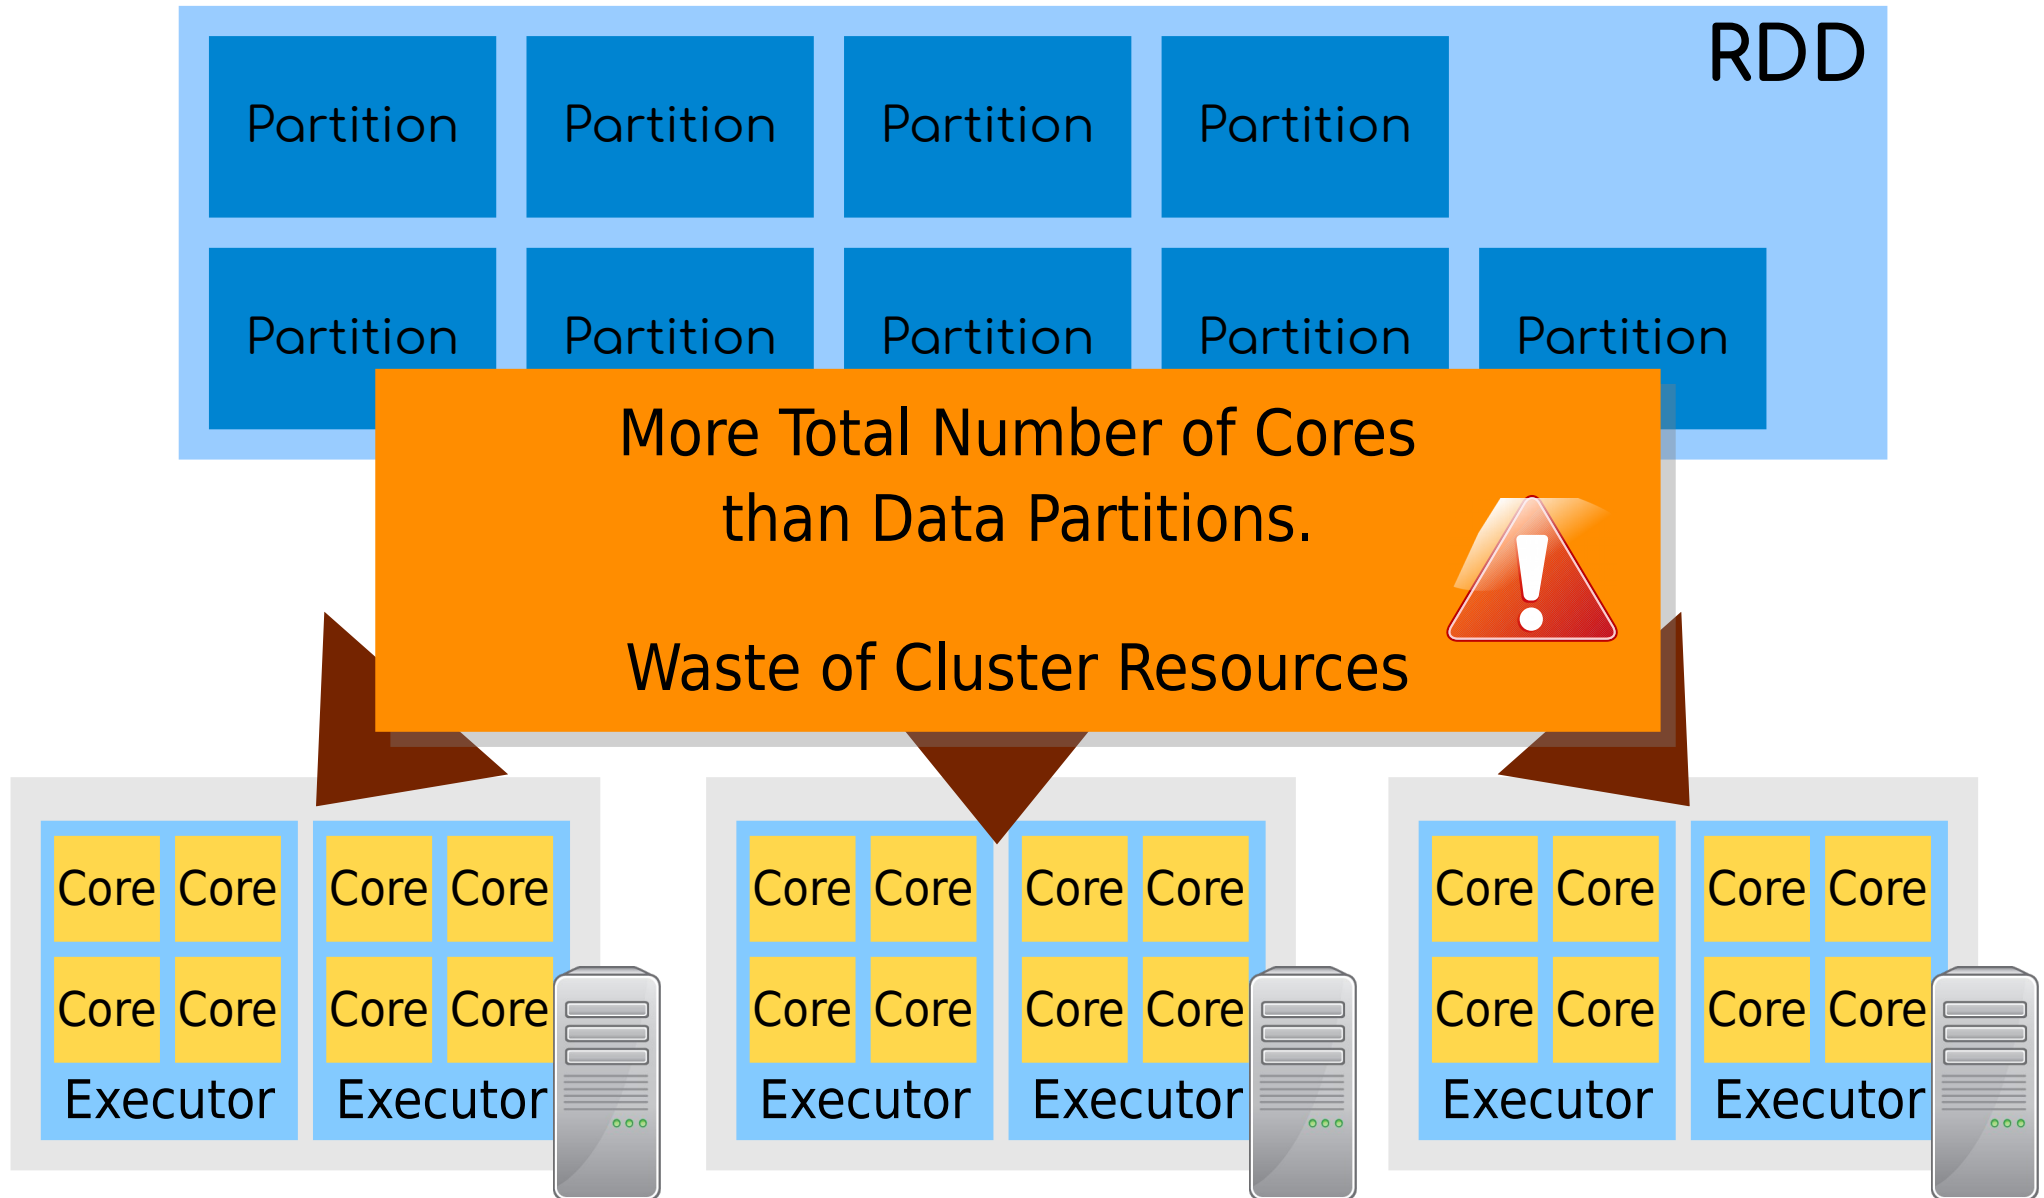 RDD
Partition Partition Partition Partition
Partition Partition Partition Partition Partition
More Total Number of Cores
than Data Partitions.
Waste of Cluster Resources
Core Core Core Core Core Core Core Core Core Core Core Core
Core Core Core Core Core Core Core Core Core Core Core Core
Executor Executor Executor Executor Executor Executor